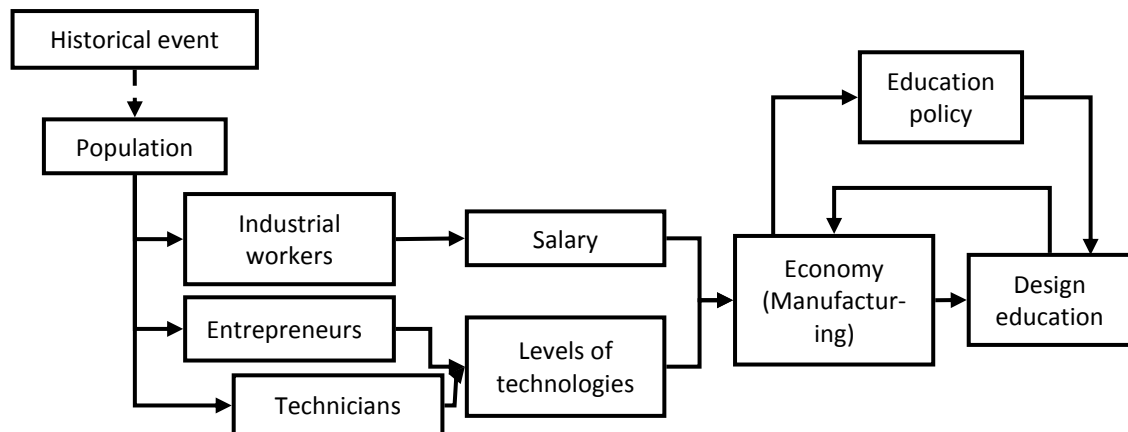 Historical event
Population
Industrial
workers
Entrepreneurs
Technicians
Salary
Levels of
technologies
Economy
(Manufactur-
ing)
Education
policy
Design
education